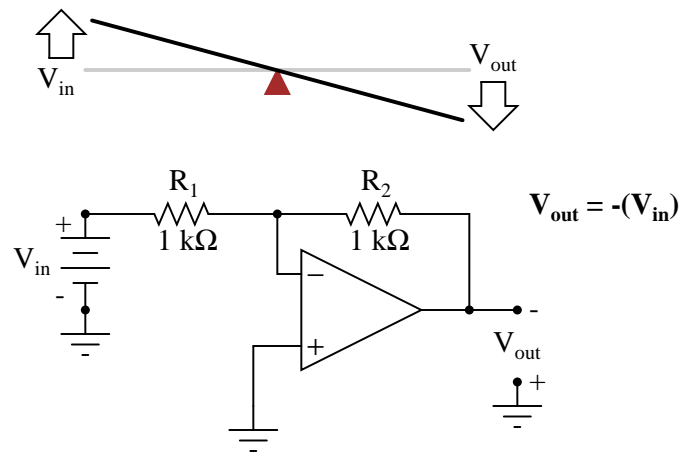 V_in
V_out
R_1
R_2
V_out = -(V_in)
+
1 kΩ
1 kΩ
V_in
-
−
-
+
V_out
+